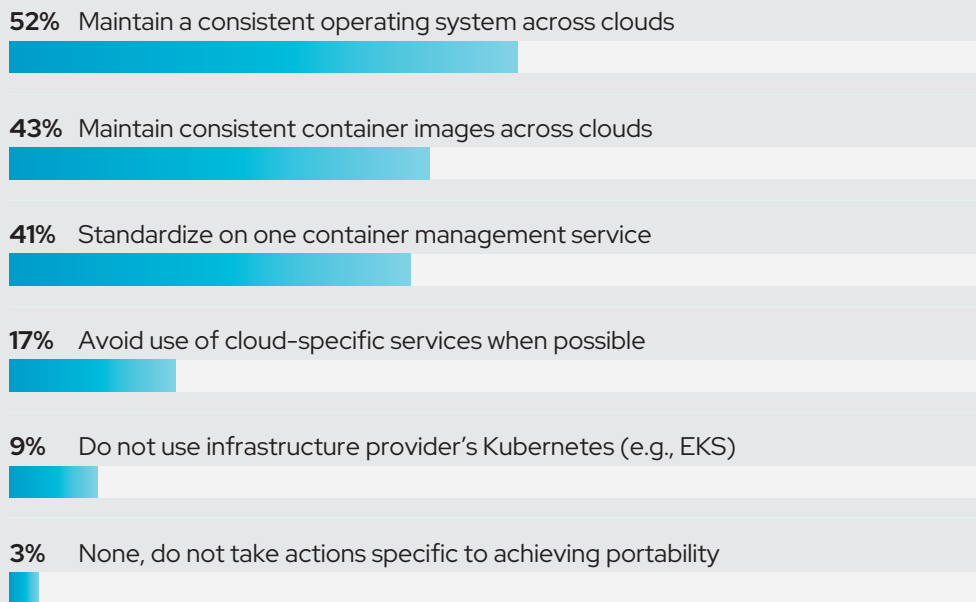 52% Maintain a consistent operating system across clouds
43% Maintain consistent container images across clouds
41% Standardize on one container management service
17% Avoid use of cloud-specific services when possible
9% Do not use infrastructure provider’s Kubernetes (e.g., EKS)
3% None, do not take actions specific to achieving portability